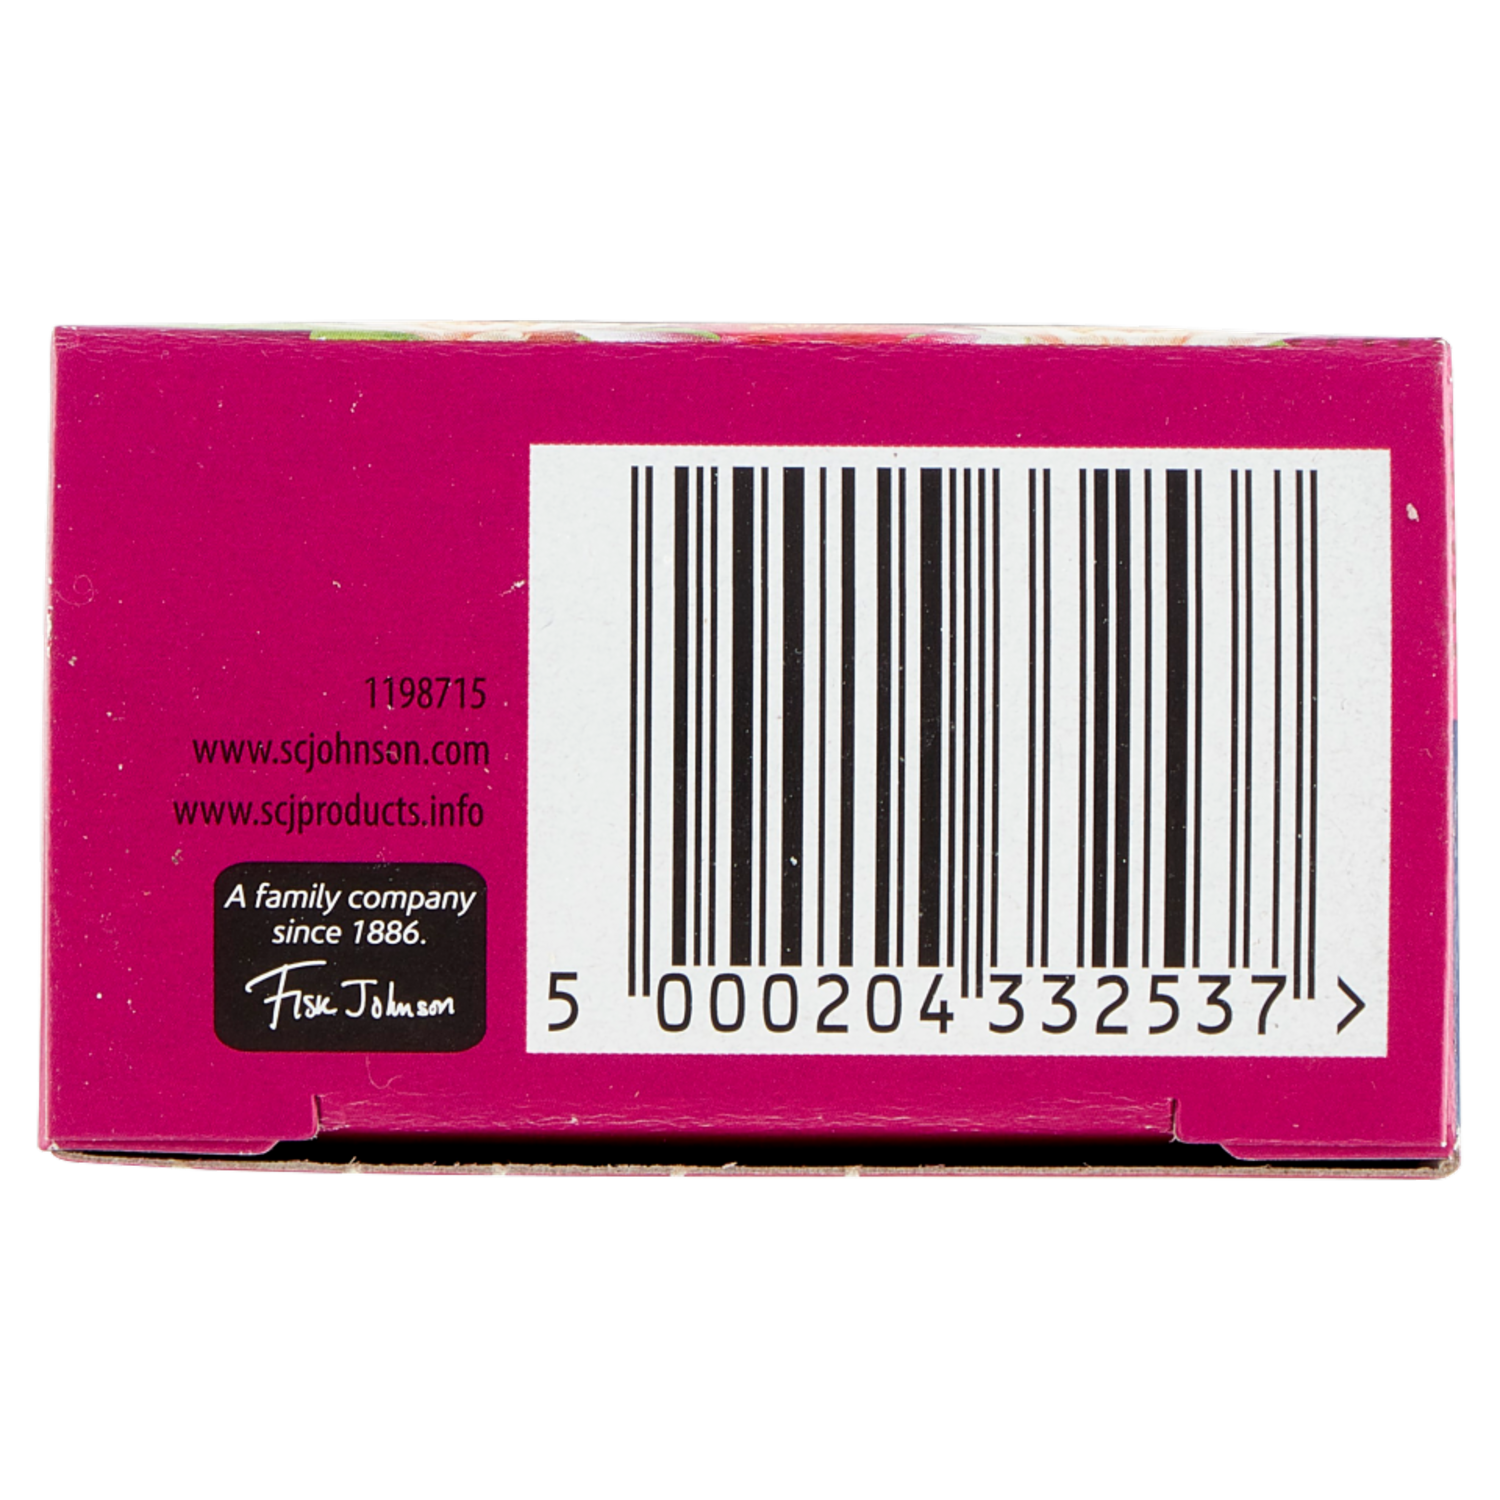 1198715
www.scjohnson.com
www.scjproducts.info
A family company
since 1886.
Fisk Johnson
5 000204 332537 >